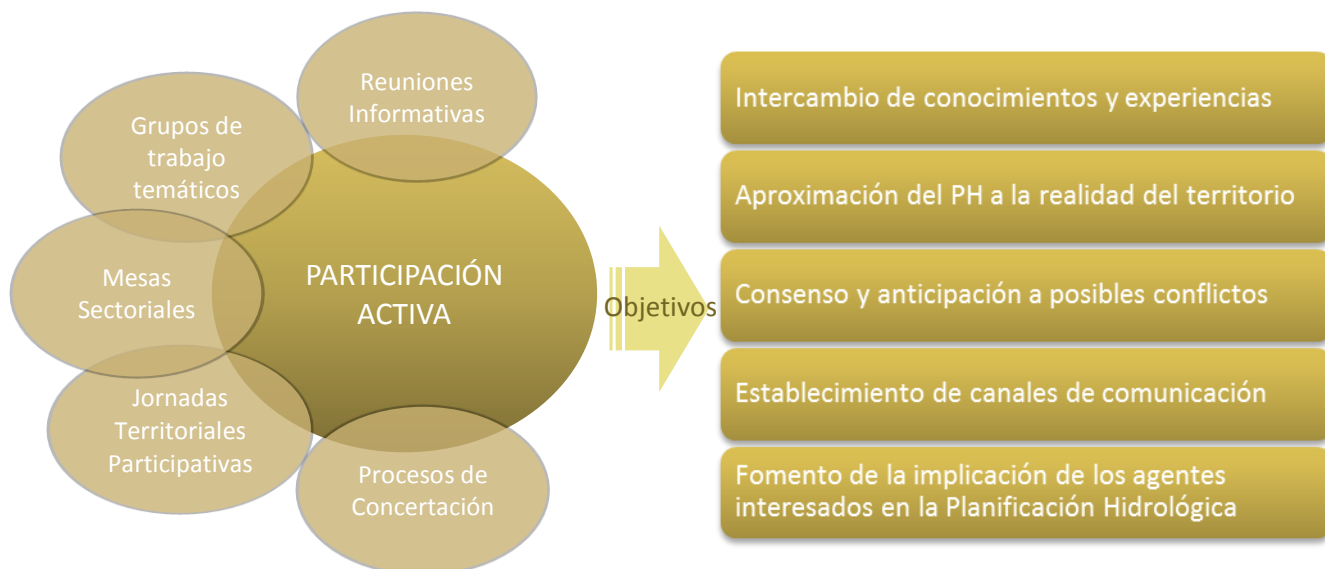 Reuniones
Informativas
Grupos de
trabajo
temáticos
Mesas
Sectoriales
Jornadas
Territoriales
Participativas
Procesos de
Concertación
PARTICIPACIÓN
ACTIVA
Objetivos
Intercambio de conocimientos y experiencias
Aproximación del PH a la realidad del territorio
Consenso y anticipación a posibles conflictos
Establecimiento de canales de comunicación
Fomento de la implicación de los agentes
interesados en la Planificación Hidrológica